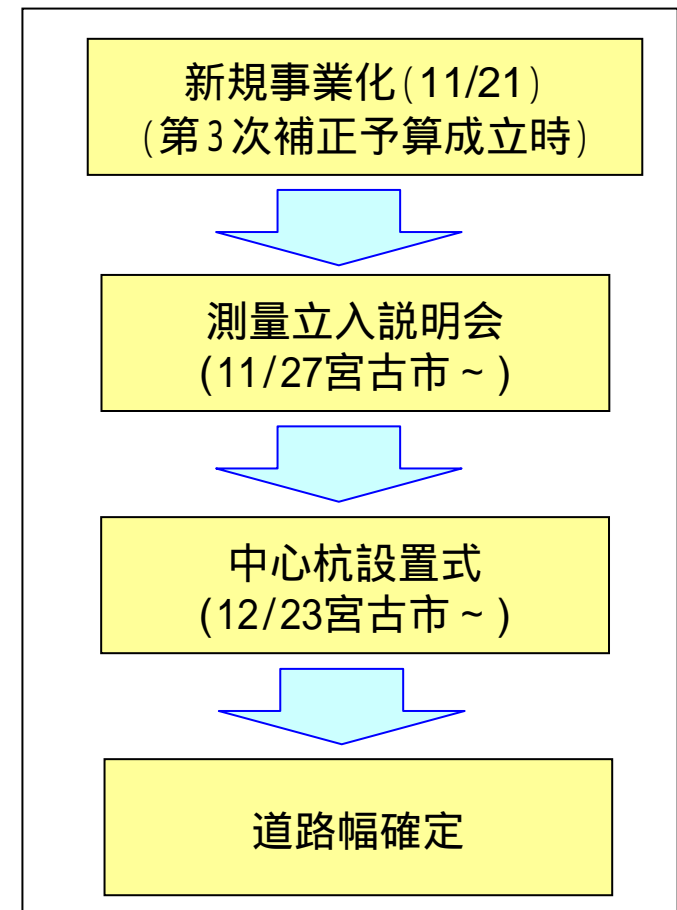 新規事業化(11/21)
(第3次補正予算成立時)
測量立入説明会
(11/27宮古市~)
中心杭設置式
(12/23宮古市~)
道路幅確定